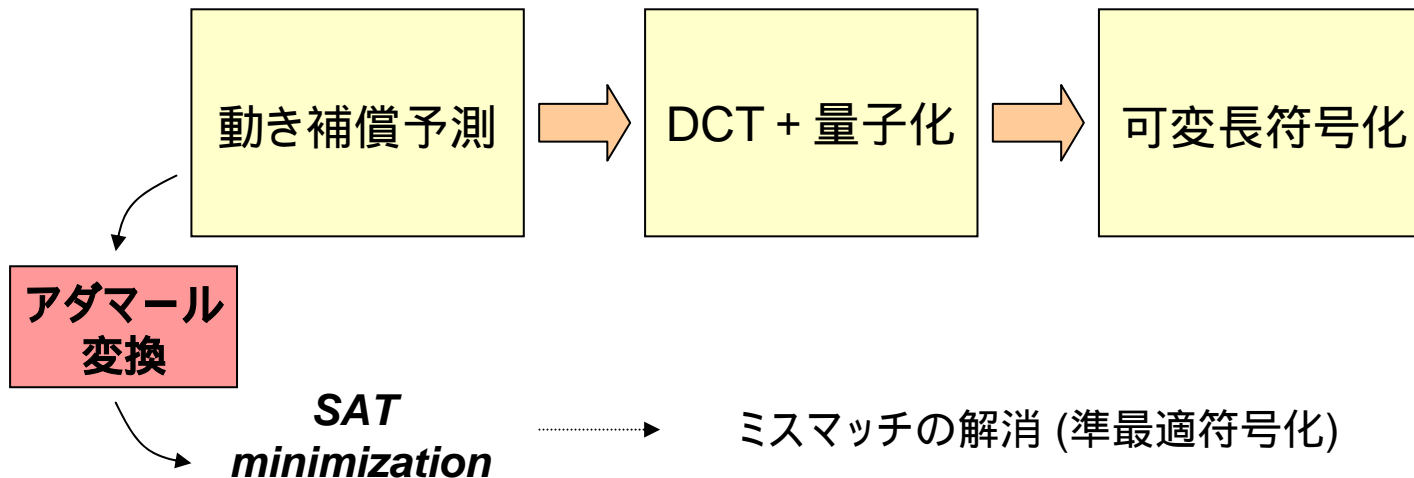 動き補償予測
DCT + 量子化
可変長符号化
アダマール
変換
SAT
minimization
ミスマッチの解消 (準最適符号化)